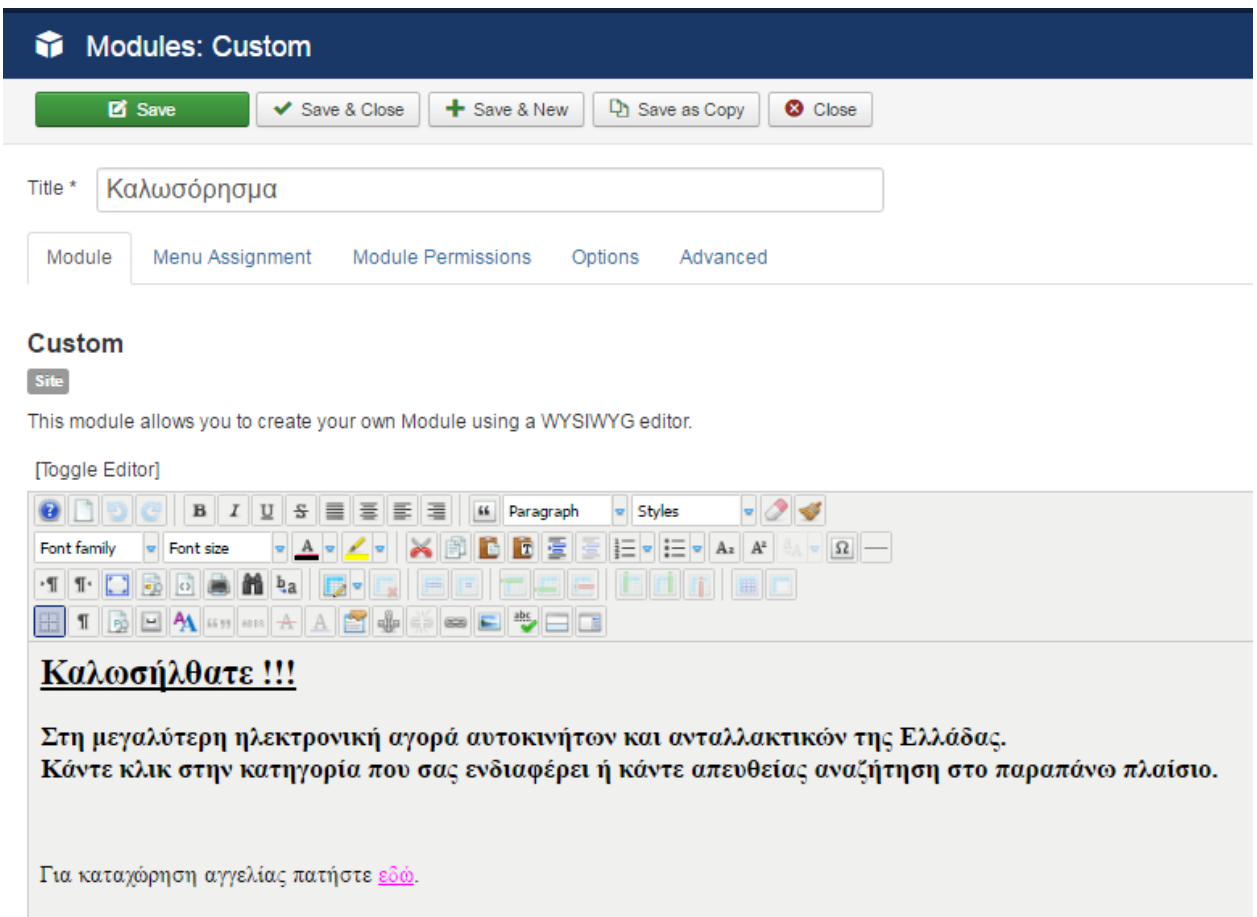 Modules: Custom
Save Save & Close Save & New Save as Copy Close
Title * Καλωσόρησμα
Module Menu Assignment Module Permissions Options Advanced
Custom
Site
This module allows you to create your own Module using a WYSIWYG editor.
[Toggle Editor]
Paragraph Styles
Font family Font size
Καλωσήλθατε !!!
Στη μεγαλύτερη ηλεκτρονική αγορά αυτοκινήτων και ανταλλακτικών της Ελλάδας.
Κάντε κλικ στην κατηγορία που σας ενδιαφέρει ή κάντε απευθείας αναζήτηση στο παραπάνω πλαίσιο.
Για καταχώρηση αγγελίας πατήστε εδώ.